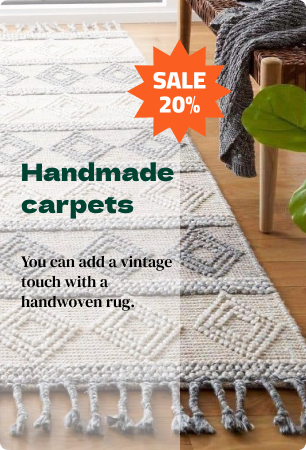 SALE
20%
Handmade
carpets
You can add a vintage
touch with a
handwoven rug.